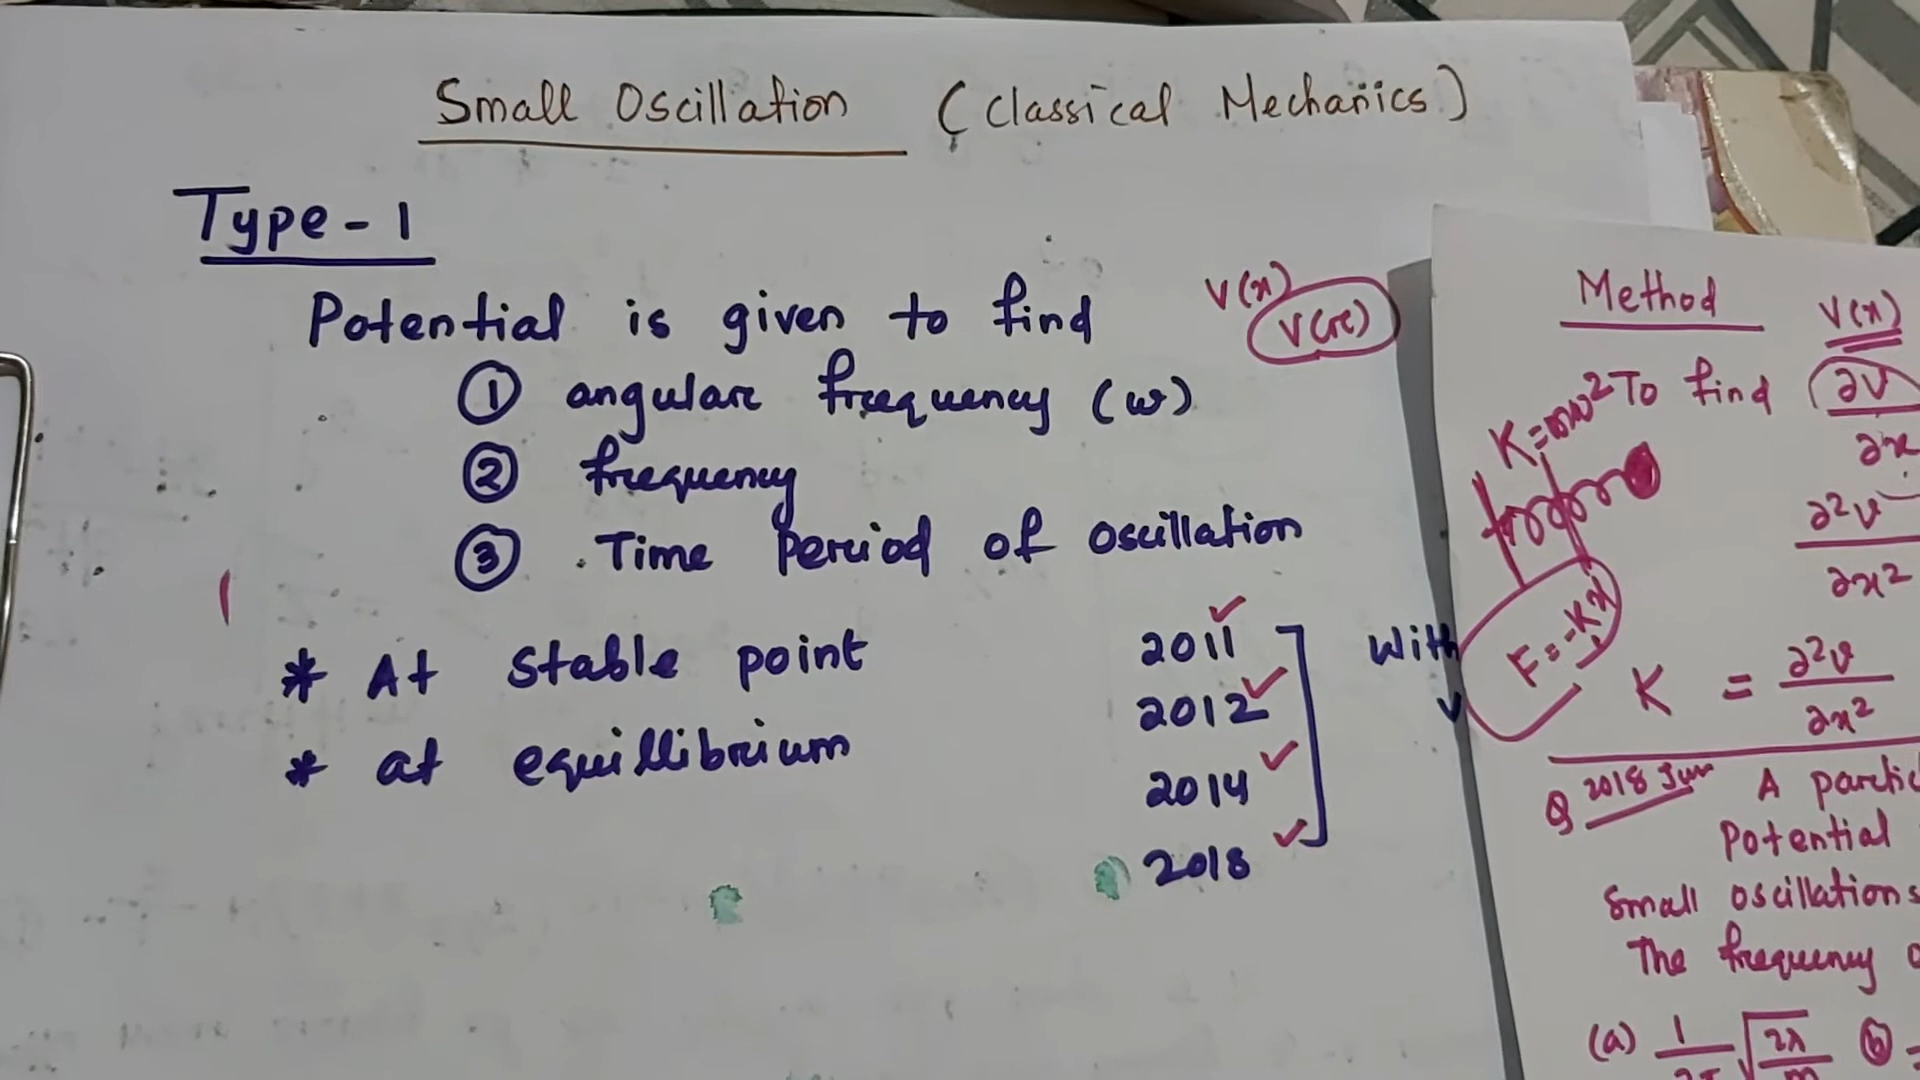 Small Oscillation (Classical Mechanics)
Type-1
Potential is given to find
V(x)
V(r)
① angular frequency (ω)
② frequency
③ Time Period of oscillation
* At stable point
* at equillibrium
2011 ✓
2012 ✓
2014 ✓
2018 ✓
With
Method V(x)
To find ∂V
∂x
K=mω²
∂²V
∂x²
F=-Kx
K = ∂²V
∂x²
Q 2018 Jun A
Potential
Small oscillations
The frequency
(a) 1 √2λ (b)